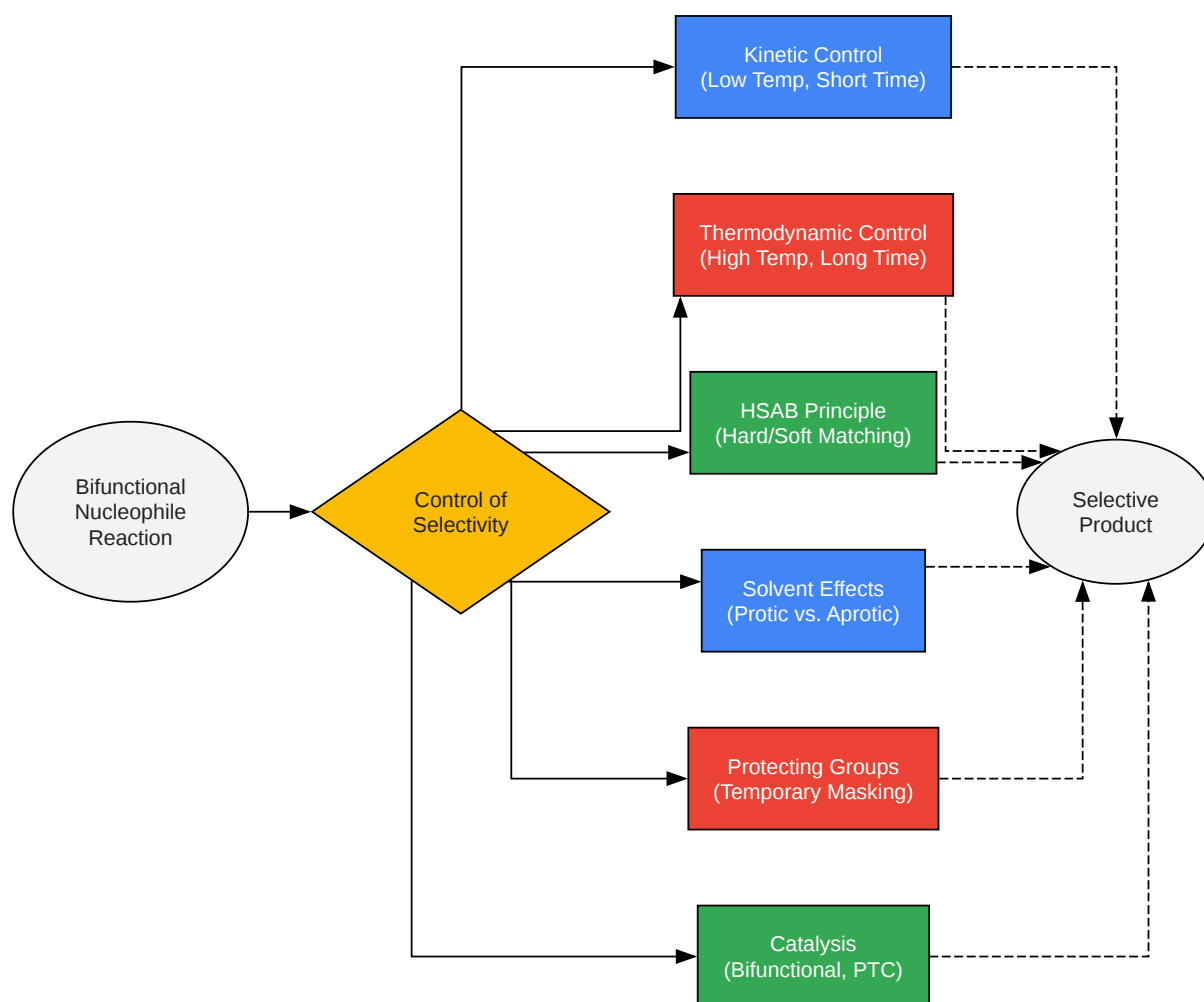 Kinetic Control
(Low Temp, Short Time)
Thermodynamic Control
(High Temp, Long Time)
HSAB Principle
(Hard/Soft Matching)
Bifunctional
Nucleophile
Reaction
Control of
Selectivity
Selective
Product
Solvent Effects
(Protic vs. Aprotic)
Protecting Groups
(Temporary Masking)
Catalysis
(Bifunctional, PTC)